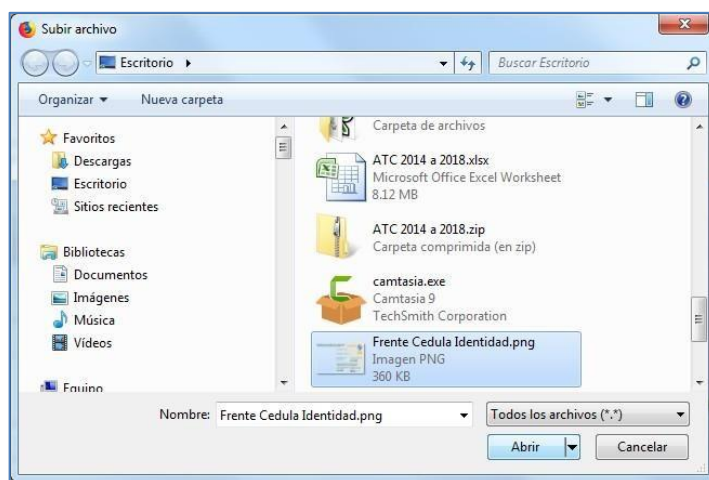 Subir archivo
Escritorio
Buscar Escritorio
Organizar
Nueva carpeta
Favoritos
Descargas
Escritorio
Sitios recientes
Bibliotecas
Documentos
Imágenes
Música
Vídeos
Equipo
Carpeta de archivos
ATC 2014 a 2018.xlsx
Microsoft Office Excel Worksheet
8.12 MB
ATC 2014 a 2018.zip
Carpeta comprimida (en zip)
camtasia.exe
Camtasia 9
TechSmith Corporation
Frente Cedula Identidad.png
Imagen PNG
360 KB
Nombre: Frente Cedula Identidad.png
Todos los archivos (*.*)
Abrir
Cancelar